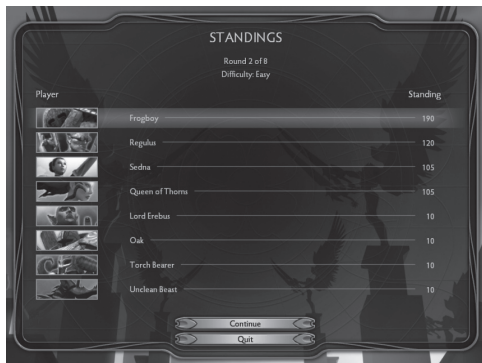 STANDINGS
Round 2 of 8
Difficulty: Easy
Player Standing
Frogboy 190
Regulus 120
Sedna 105
Queen of Thorns 105
Lord Erebus 10
Oak 10
Torch Bearer 10
Unclean Beast 10
Continue
Quit